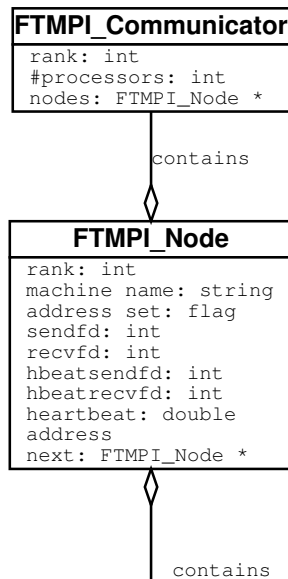 FTMPI_Communicator
rank: int
#processors: int
nodes: FTMPI_Node *
contains
FTMPI_Node
rank: int
machine name: string
address set: flag
sendfd: int
recvfd: int
hbeatsendfd: int
hbeatrecvfd: int
heartbeat: double
address
next: FTMPI_Node *
contains